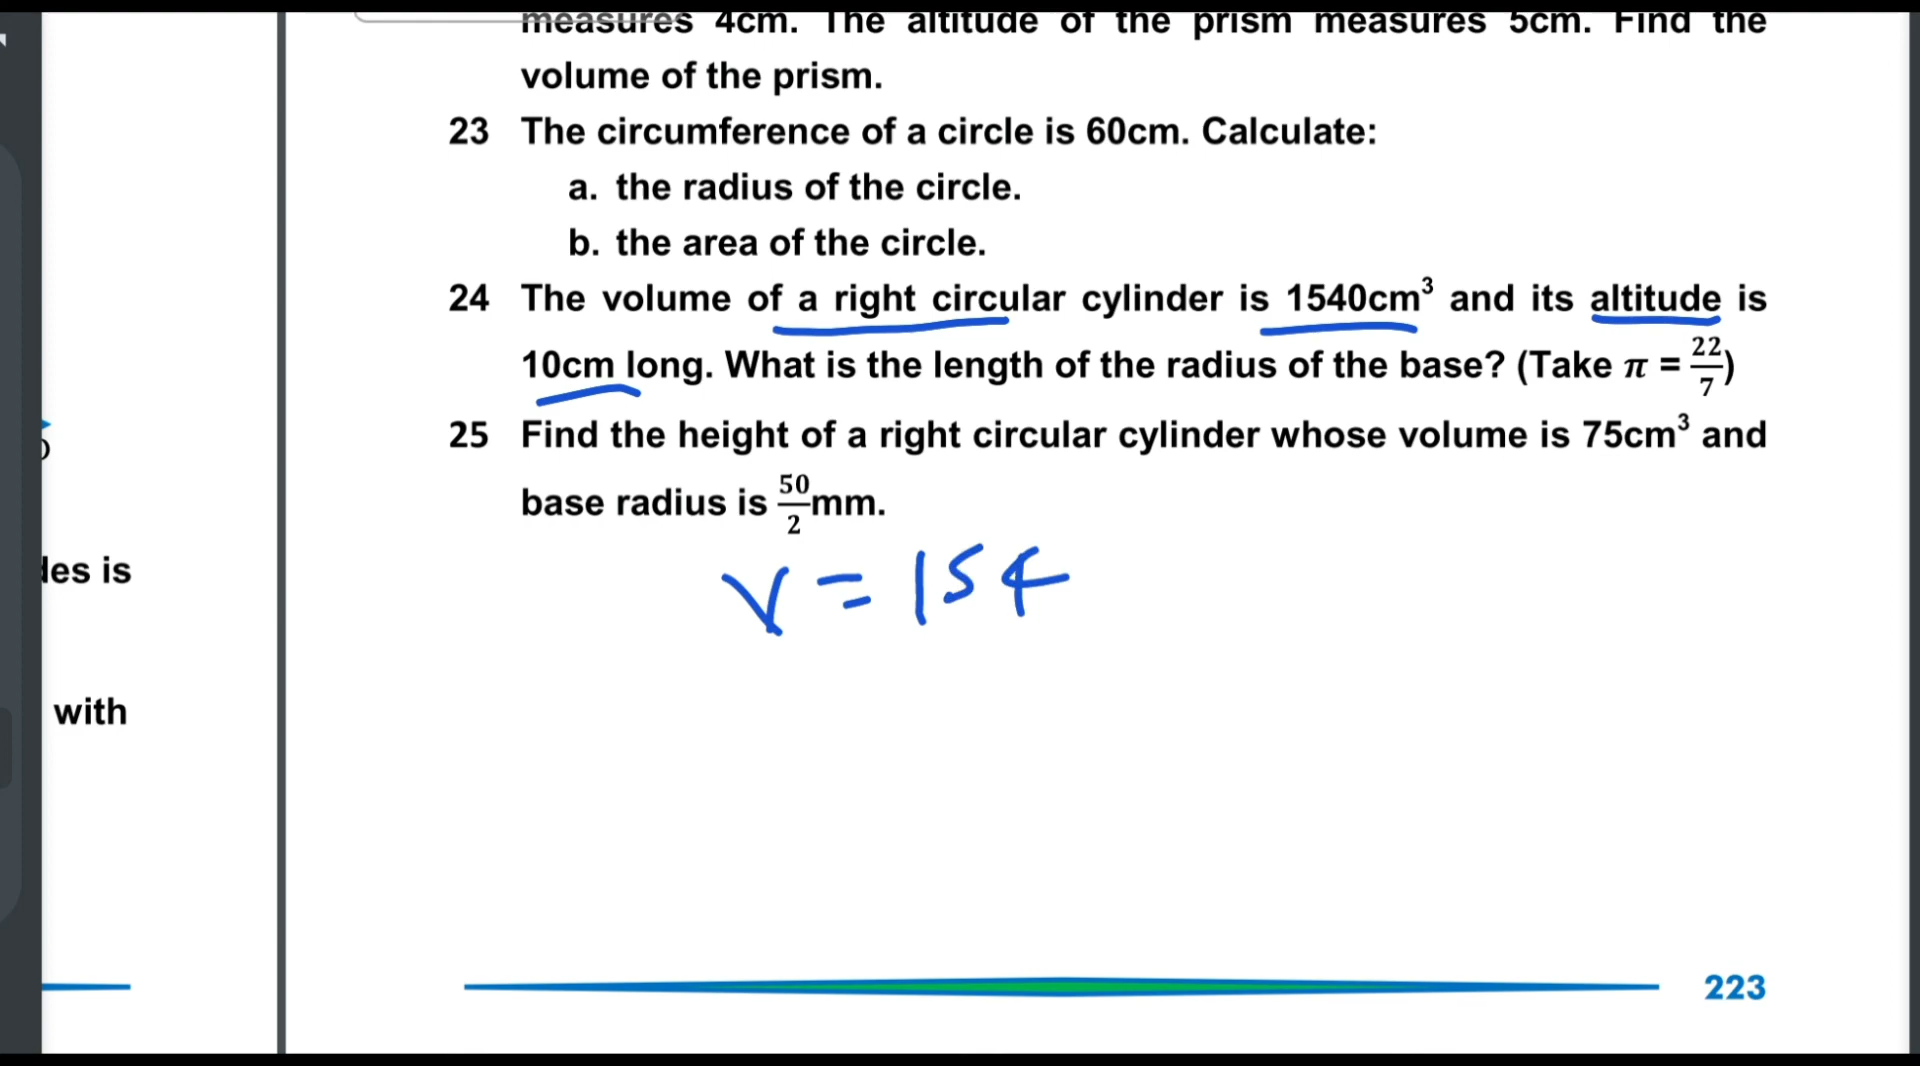 measures 4cm. The altitude of the prism measures 5cm. Find the
volume of the prism.
23 The circumference of a circle is 60cm. Calculate:
a. the radius of the circle.
b. the area of the circle.
24 The volume of a right circular cylinder is 1540cm³ and its altitude is
10cm long. What is the length of the radius of the base? (Take π = 22/7)
25 Find the height of a right circular cylinder whose volume is 75cm³ and
base radius is 50/2mm.
V = 154
des is
with
223